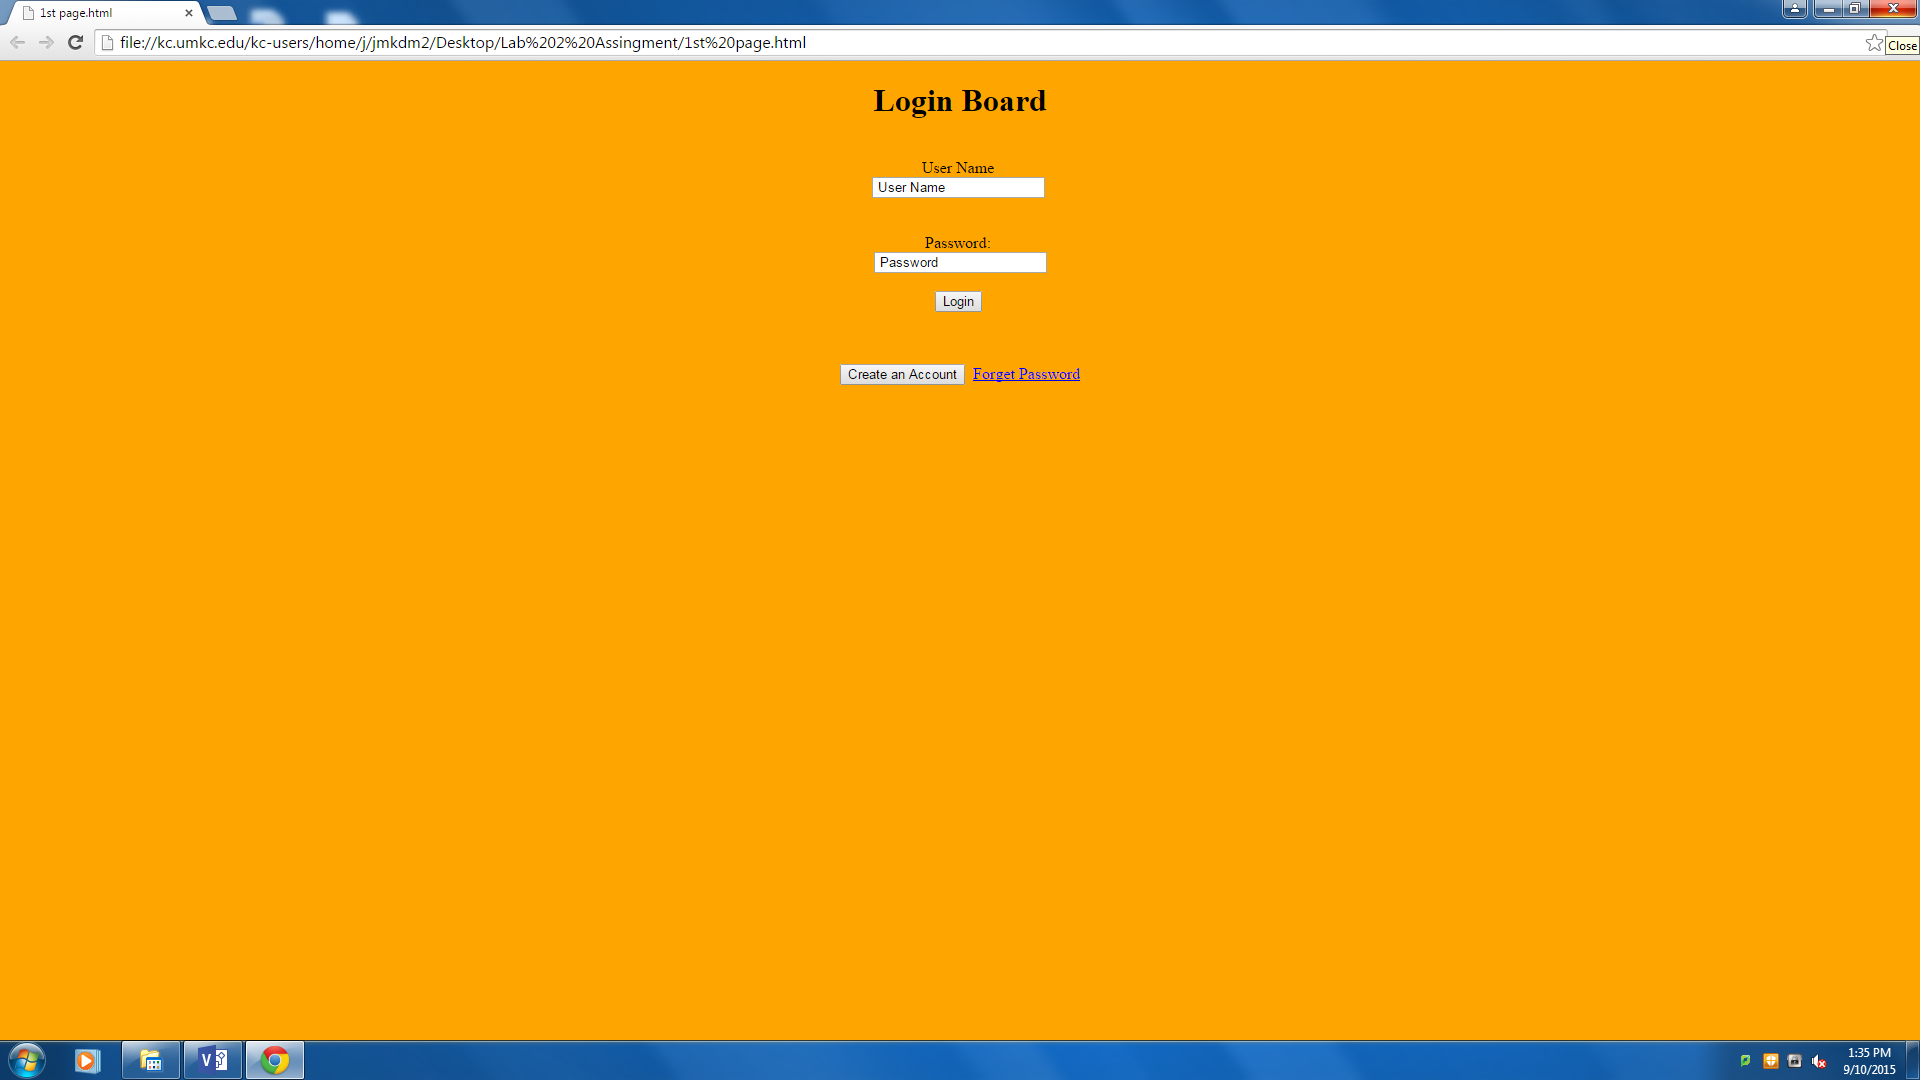 1st page.html
file://kc.umkc.edu/kc-users/home/j/jmkdm2/Desktop/Lab%202%20Assingment/1st%20page.html
Close
Login Board
User Name
User Name
Password:
Password
Login
Create an Account Forget Password
1:35 PM
9/10/2015